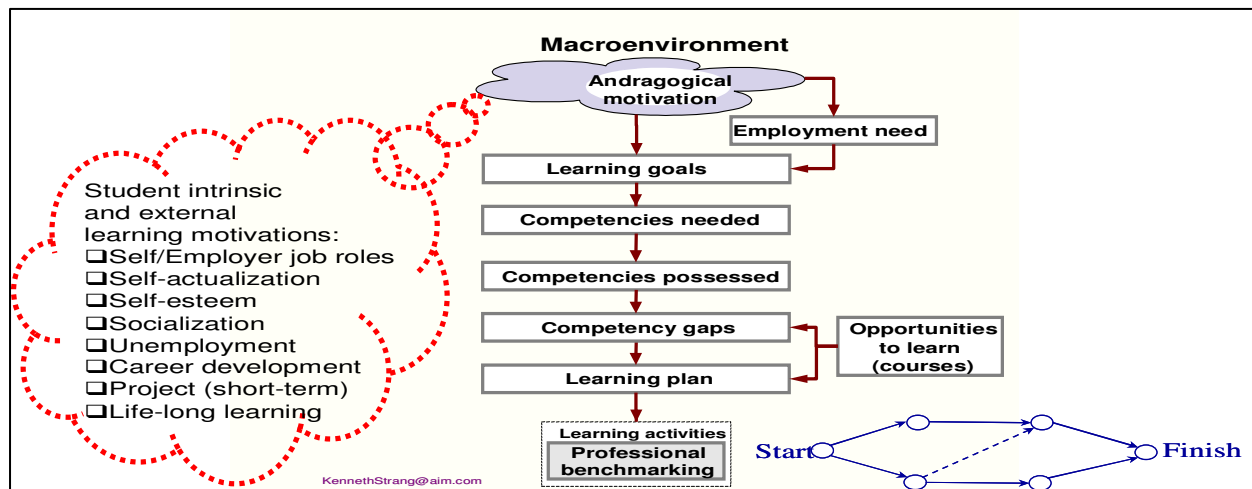 Macroenvironment
Andragogical
motivation
Employment need
Learning goals
Competencies needed
Competencies possessed
Competency gaps
Opportunities
to learn
(courses)
Learning plan
Learning activities
Professional
benchmarking
Student intrinsic
and external
learning motivations:
❑Self/Employer job roles
❑Self-actualization
❑Self-esteem
❑Socialization
❑Unemployment
❑Career development
❑Project (short-term)
❑Life-long learning
KennethStrang@aim.com
Start
Finish